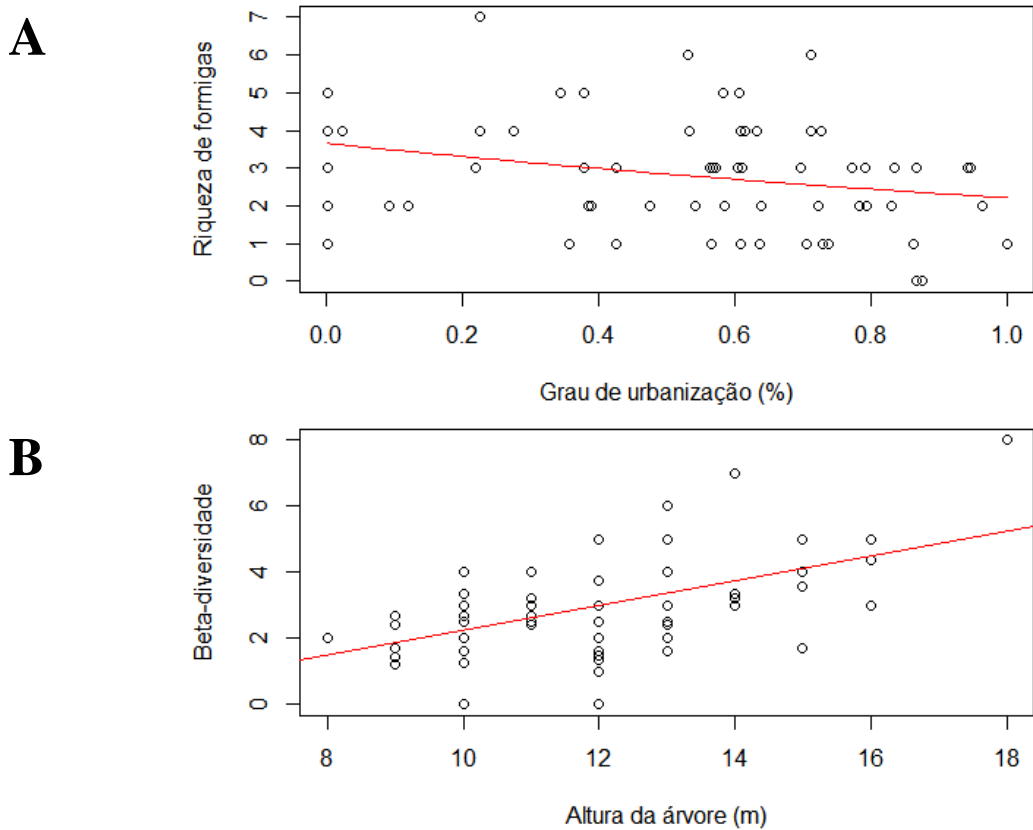 A
Riqueza de formigas
7
6
5
4
3
2
1
0
0.0 0.2 0.4 0.6 0.8 1.0
Grau de urbanização (%)
B
Beta-diversidade
8
6
4
2
0
8 10 12 14 16 18
Altura da árvore (m)